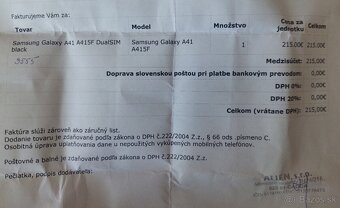 Fakturujeme Vám za:
Tovar Model Množstvo Cena za jednotku Celkom
Samsung Galaxy A41 A415F DualSIM black Samsung Galaxy A41 A415F 1 215,00€ 215,00€
Medzisúčet: 215,00€
Doprava slovenskou poštou pri platbe bankovým prevodom: 0,00€
DPH 0%: 0,00€
DPH 20%: 0,00€
Celkom (vrátane DPH): 215,00€
Faktúra slúži zároveň ako záručný list.
Dodanie tovaru je zdaňované podľa zákona o DPH č.222/2004 Z.z., § 66 ods .písmeno C.
Osobitná úprava uplatňovania dane u nepoužitých vykupených mobilných telefónov.
Poštovné a balné je zdaňované podľa zákona o DPH č.222/2004 Z.z.
Pečiatka, podpis dodávateľa:
ALIEN, s.r.o.